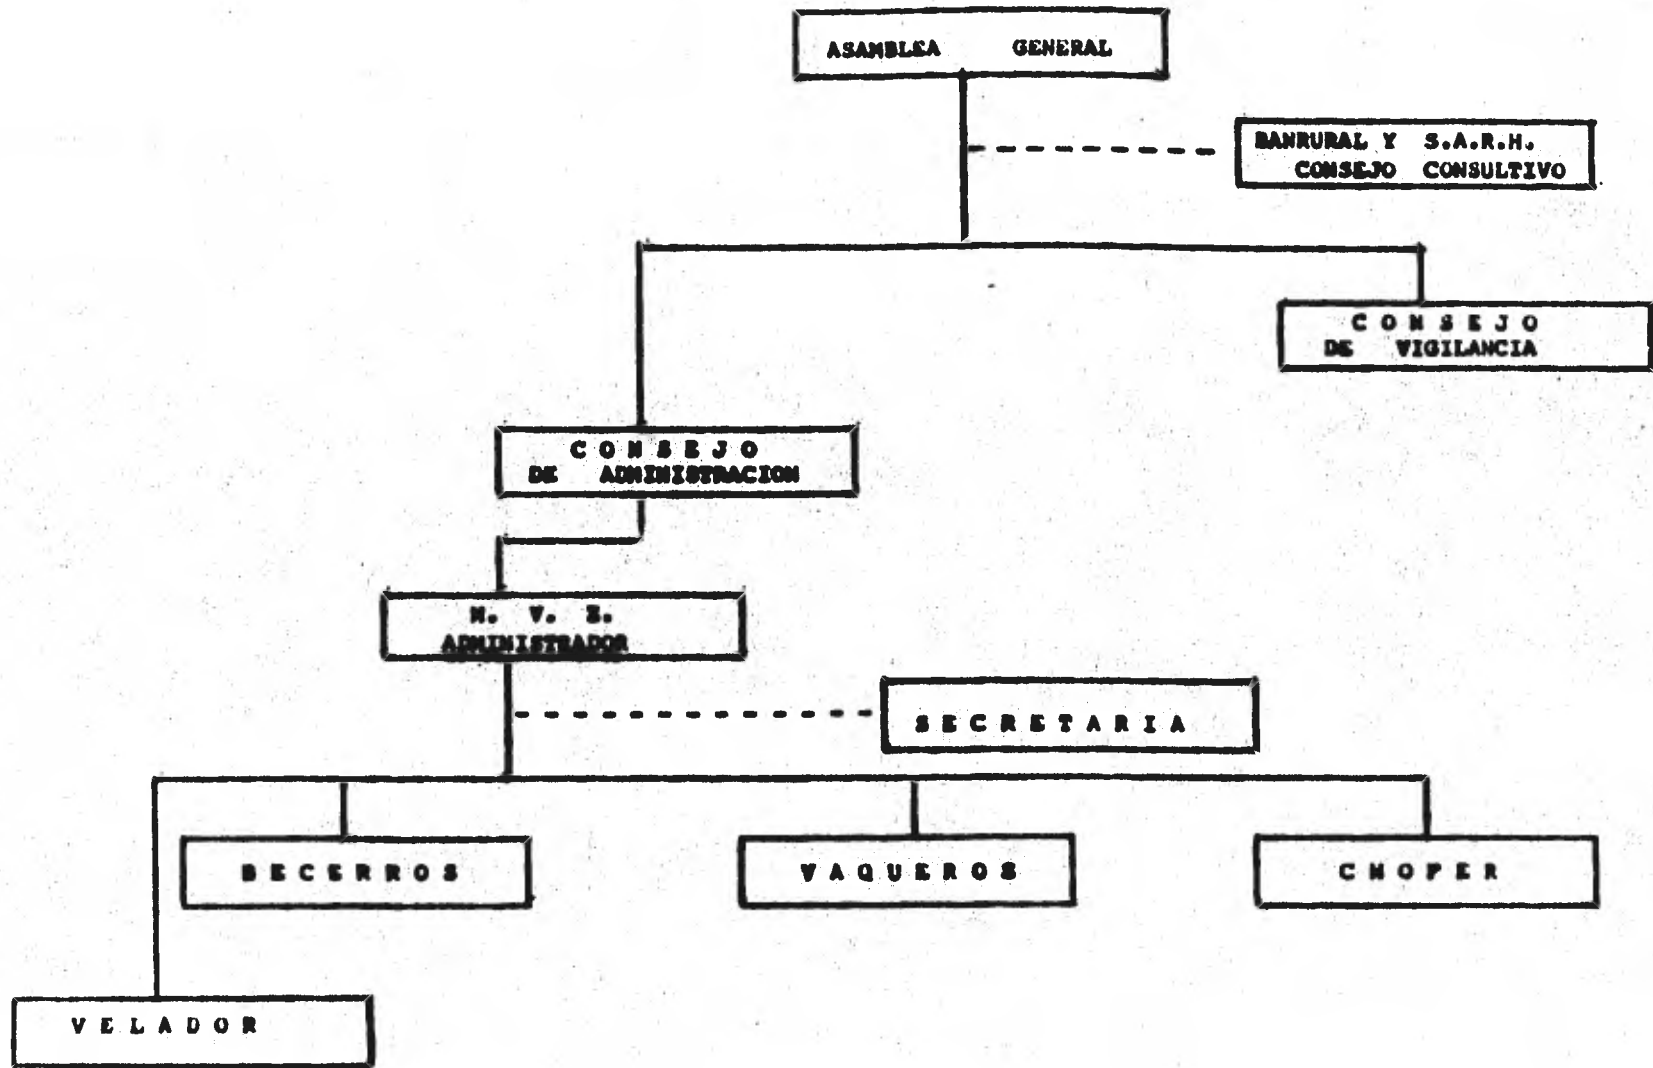 ASAMBLEA GENERAL
BANRURAL Y S.A.R.H.
CONSEJO CONSULTIVO
CONSEJO
DE VIGILANCIA
CONSEJO
DE ADMINISTRACION
M. V. Z.
ADMINISTRADOR
SECRETARIA
BECERROS
VAQUEROS
CHOFER
VELADOR